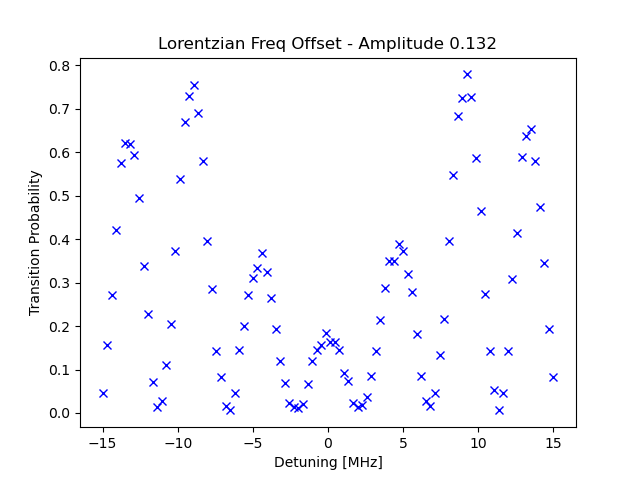 Lorentzian Freq Offset - Amplitude 0.132
Transition Probability
0.8
0.7
0.6
0.5
0.4
0.3
0.2
0.1
0.0
−15 −10 −5 0 5 10 15
Detuning [MHz]